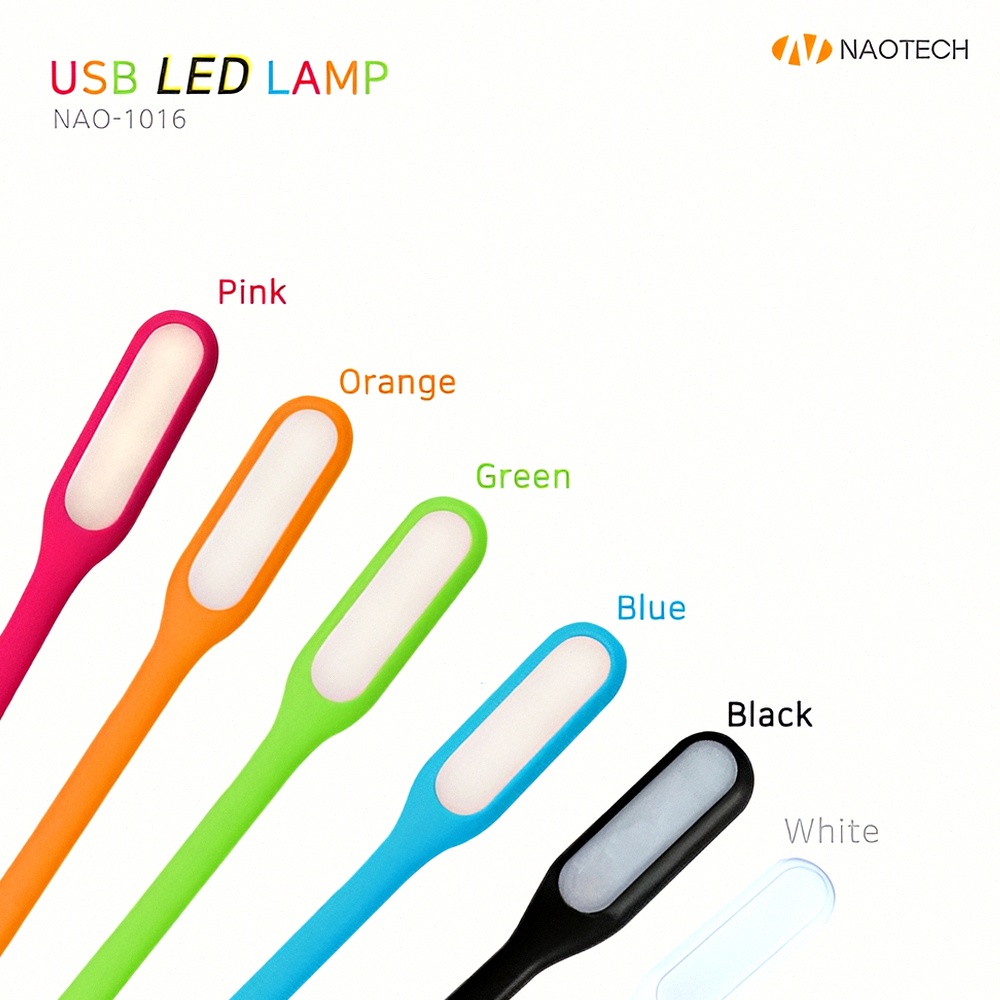 NAOTECH
USB LED LAMP
NAO-1016
Pink
Orange
Green
Blue
Black
White